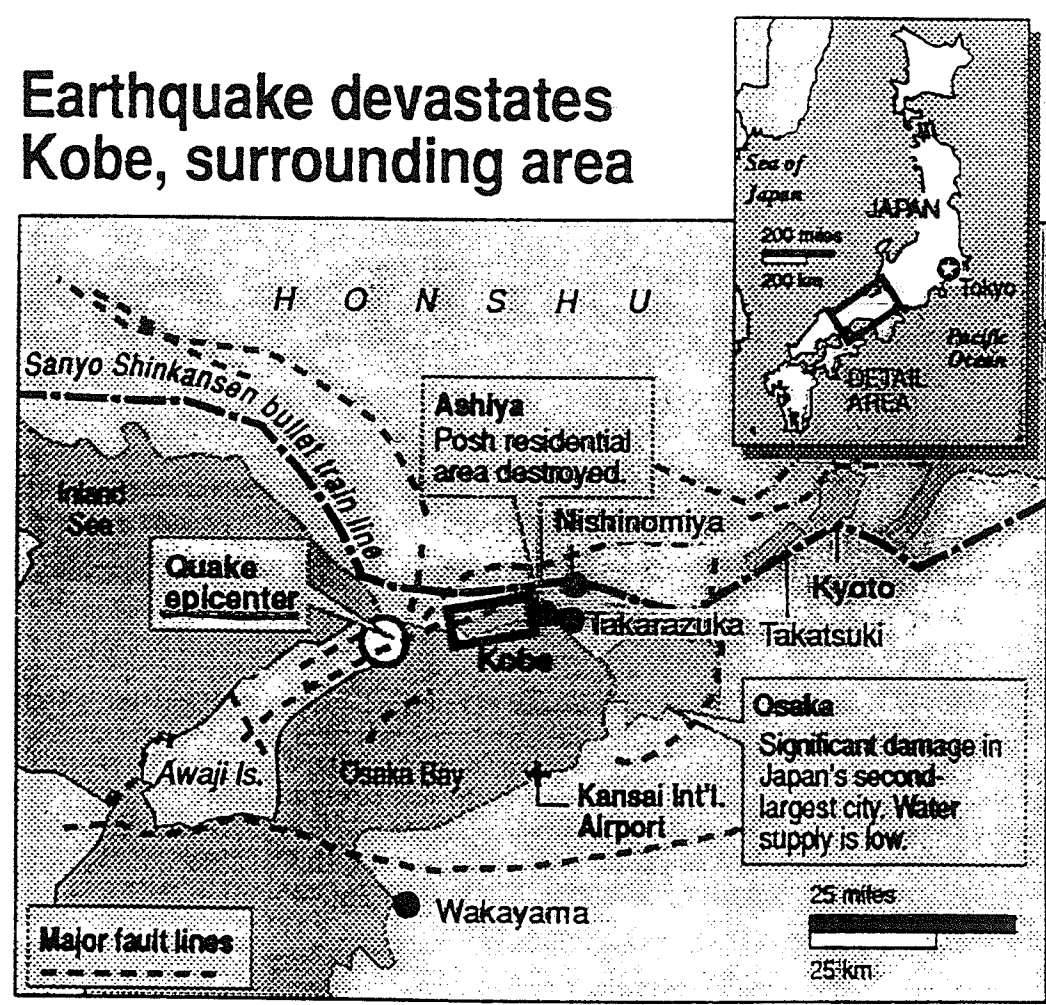 Earthquake devastates
Kobe, surrounding area
Sea of
Japan
JAPAN
200 miles
200 km
Tokyo
Pacific
Ocean
DETAIL
AREA
HONSHU
Sanyo Shinkansen bullet train line
Ashiya
Posh residential
area destroyed.
Inland
Sea
Nishinomiya
Quake
epicenter
Kyoto
Takarazuka
Takatsuki
Kobe
Osaka
Significant damage in
Japan's second-
largest city. Water
supply is low.
Awaji Is.
Osaka Bay
Kansai Int'l.
Airport
25 miles
Wakayama
Major fault lines
25 km